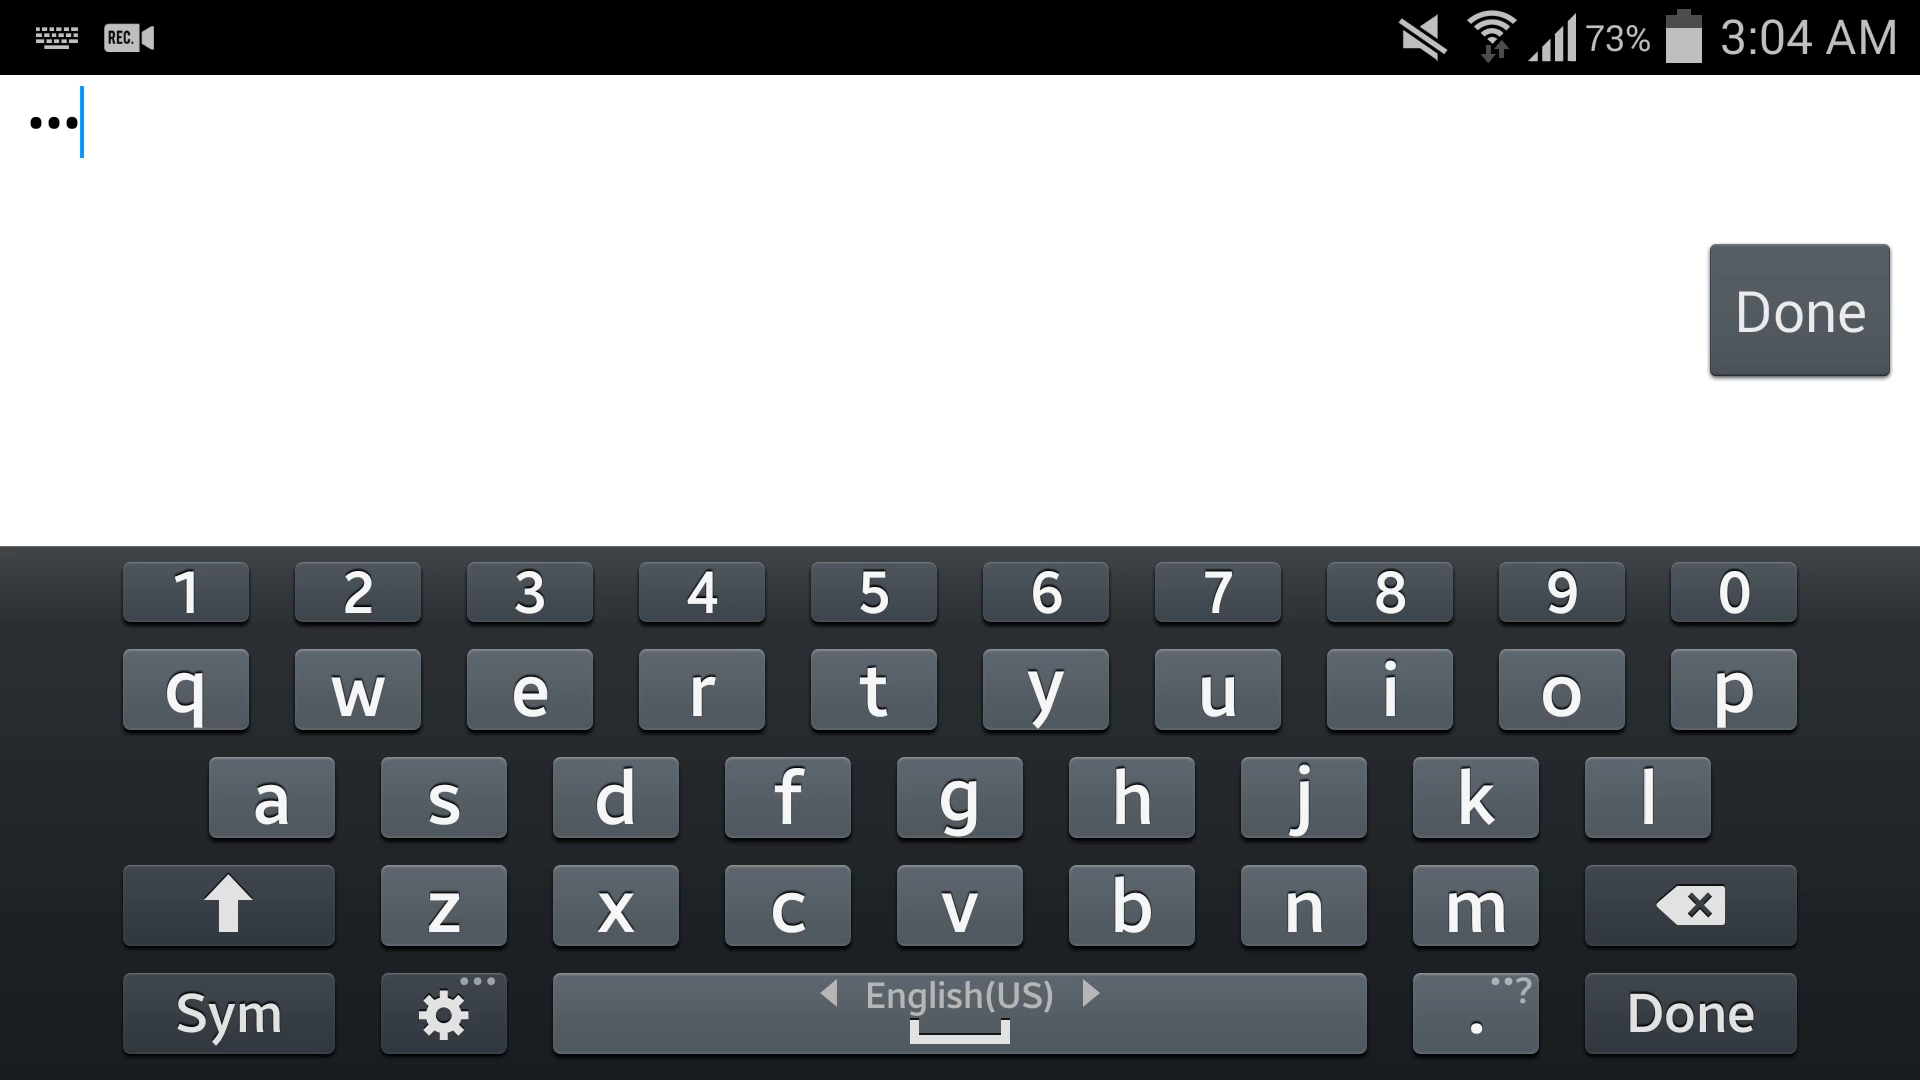 REC. 73% 3:04 AM
•••
Done
1 2 3 4 5 6 7 8 9 0
q w e r t y u i o p
a s d f g h j k l
z x c v b n m
Sym ... English(US) . ..? Done